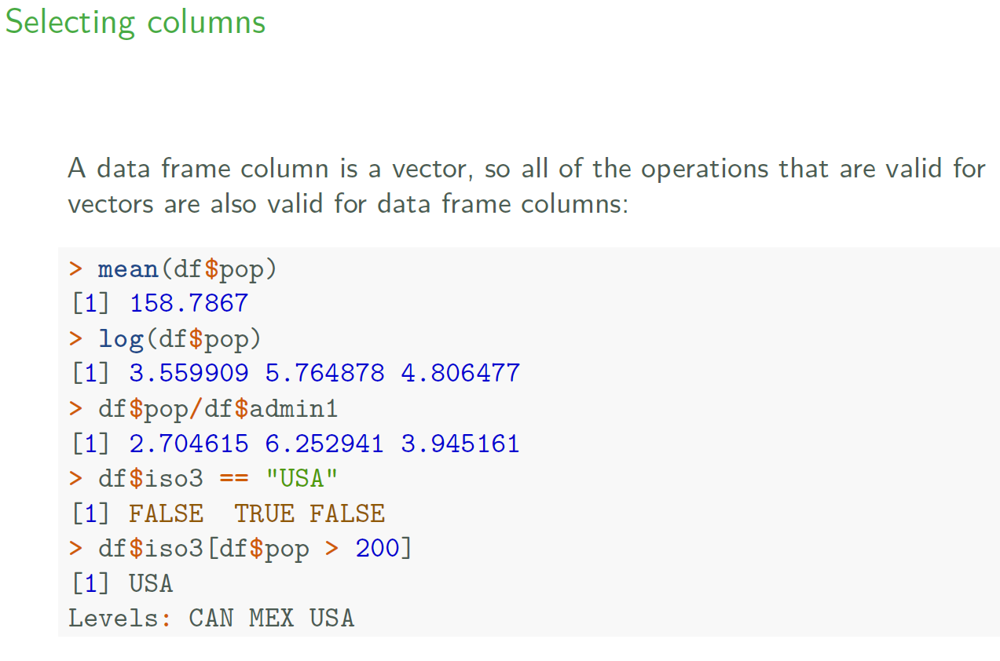 Selecting columns
A data frame column is a vector, so all of the operations that are valid for
vectors are also valid for data frame columns:
> mean(df$pop)
[1] 158.7867
> log(df$pop)
[1] 3.559909 5.764878 4.806477
> df$pop/df$admin1
[1] 2.704615 6.252941 3.945161
> df$iso3 == "USA"
[1] FALSE  TRUE FALSE
> df$iso3[df$pop > 200]
[1] USA
Levels: CAN MEX USA